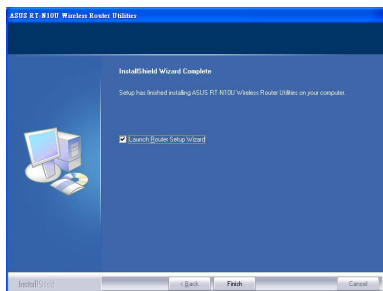 ASUS RT-N10U Wireless Router Utilities
InstallShield Wizard Complete
Setup has finished installing ASUS RT-N10U Wireless Router Utilities on your computer.
Launch Router Setup Wizard
InstallShield
< Back
Finish
Cancel